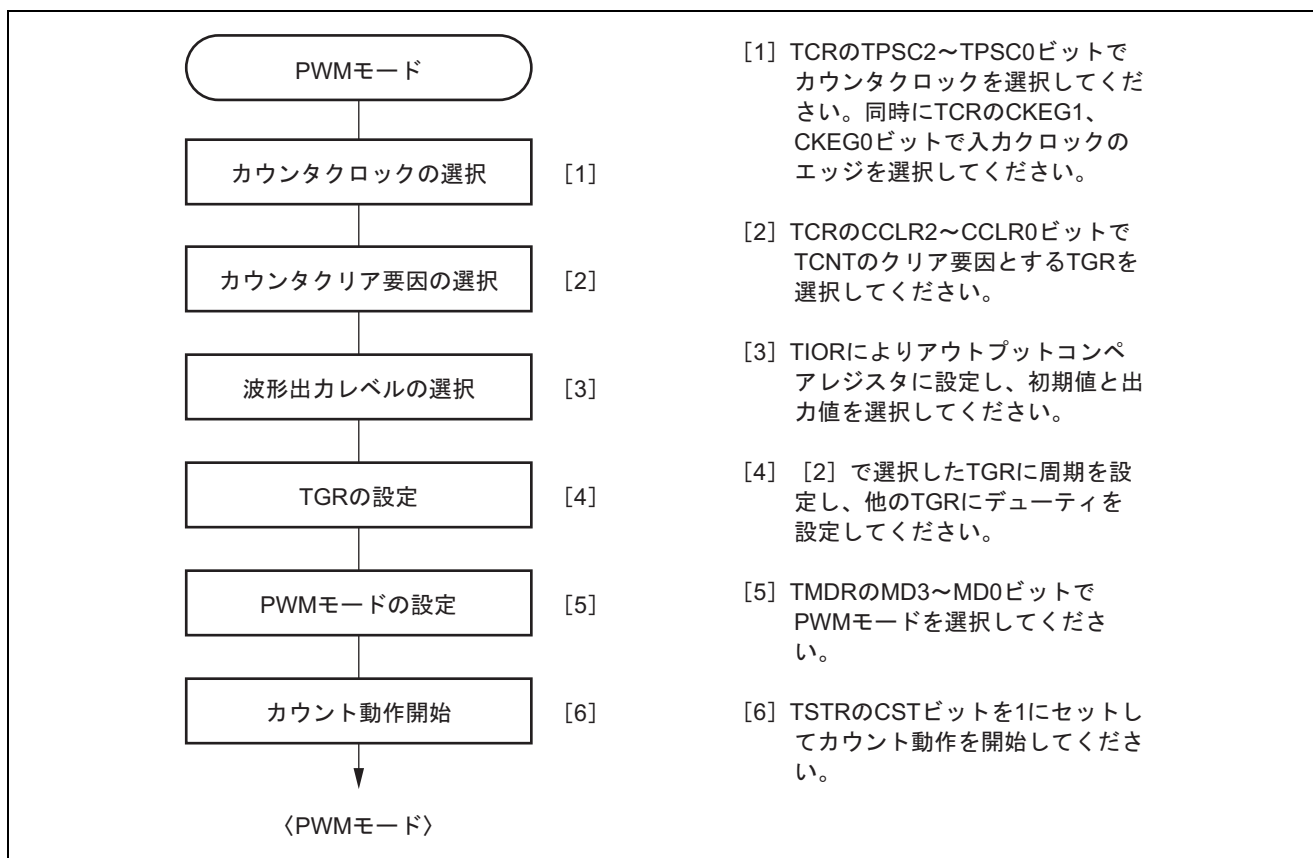 PWMモード
カウンタクロックの選択 [1]
カウンタクリア要因の選択 [2]
波形出力レベルの選択 [3]
TGRの設定 [4]
PWMモードの設定 [5]
カウント動作開始 [6]
〈PWMモード〉
[1] TCRのTPSC2～TPSC0ビットで
カウンタクロックを選択してくだ
さい。同時にTCRのCKEG1、
CKEG0ビットで入力クロックの
エッジを選択してください。
[2] TCRのCCLR2～CCLR0ビットで
TCNTのクリア要因とするTGRを
選択してください。
[3] TIORによりアウトプットコンペ
アレジスタに設定し、初期値と出
力値を選択してください。
[4] [2]で選択したTGRに周期を設
定し、他のTGRにデューティを
設定してください。
[5] TMDRのMD3～MD0ビットで
PWMモードを選択してくださ
い。
[6] TSTRのCSTビットを1にセットし
てカウント動作を開始してくださ
い。